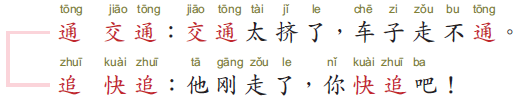 tōng jiāo tōng jiāo tōng tài jǐ le chē zi zǒu bu tōng
通 交通：交通太挤了，车子走不通。
zhuī kuài zhuī tā gāng zǒu le nǐ kuài zhuī ba
追 快追：他刚走了，你快追吧！